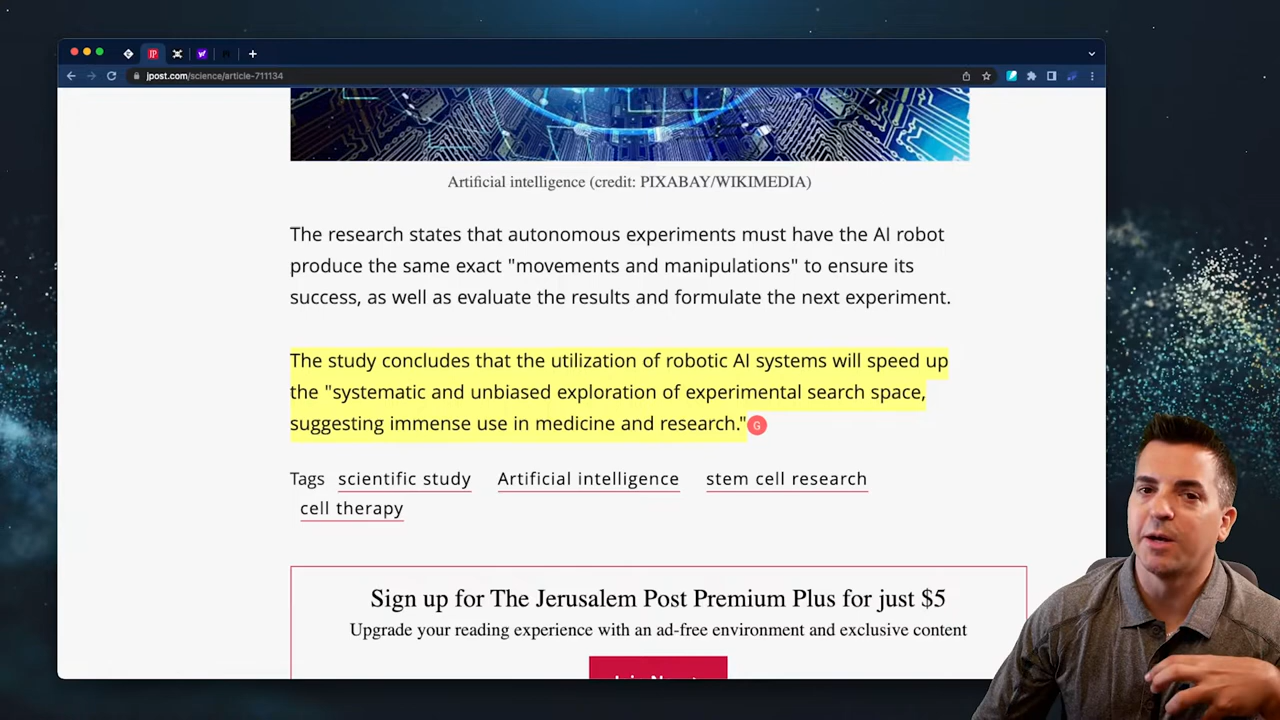 jpost.com/science/article-711134
Artificial intelligence (credit: PIXABAY/WIKIMEDIA)
The research states that autonomous experiments must have the AI robot
produce the same exact "movements and manipulations" to ensure its
success, as well as evaluate the results and formulate the next experiment.
The study concludes that the utilization of robotic AI systems will speed up
the "systematic and unbiased exploration of experimental search space,
suggesting immense use in medicine and research."
G
Tags scientific study Artificial intelligence stem cell research
cell therapy
Sign up for The Jerusalem Post Premium Plus for just $5
Upgrade your reading experience with an ad-free environment and exclusive content